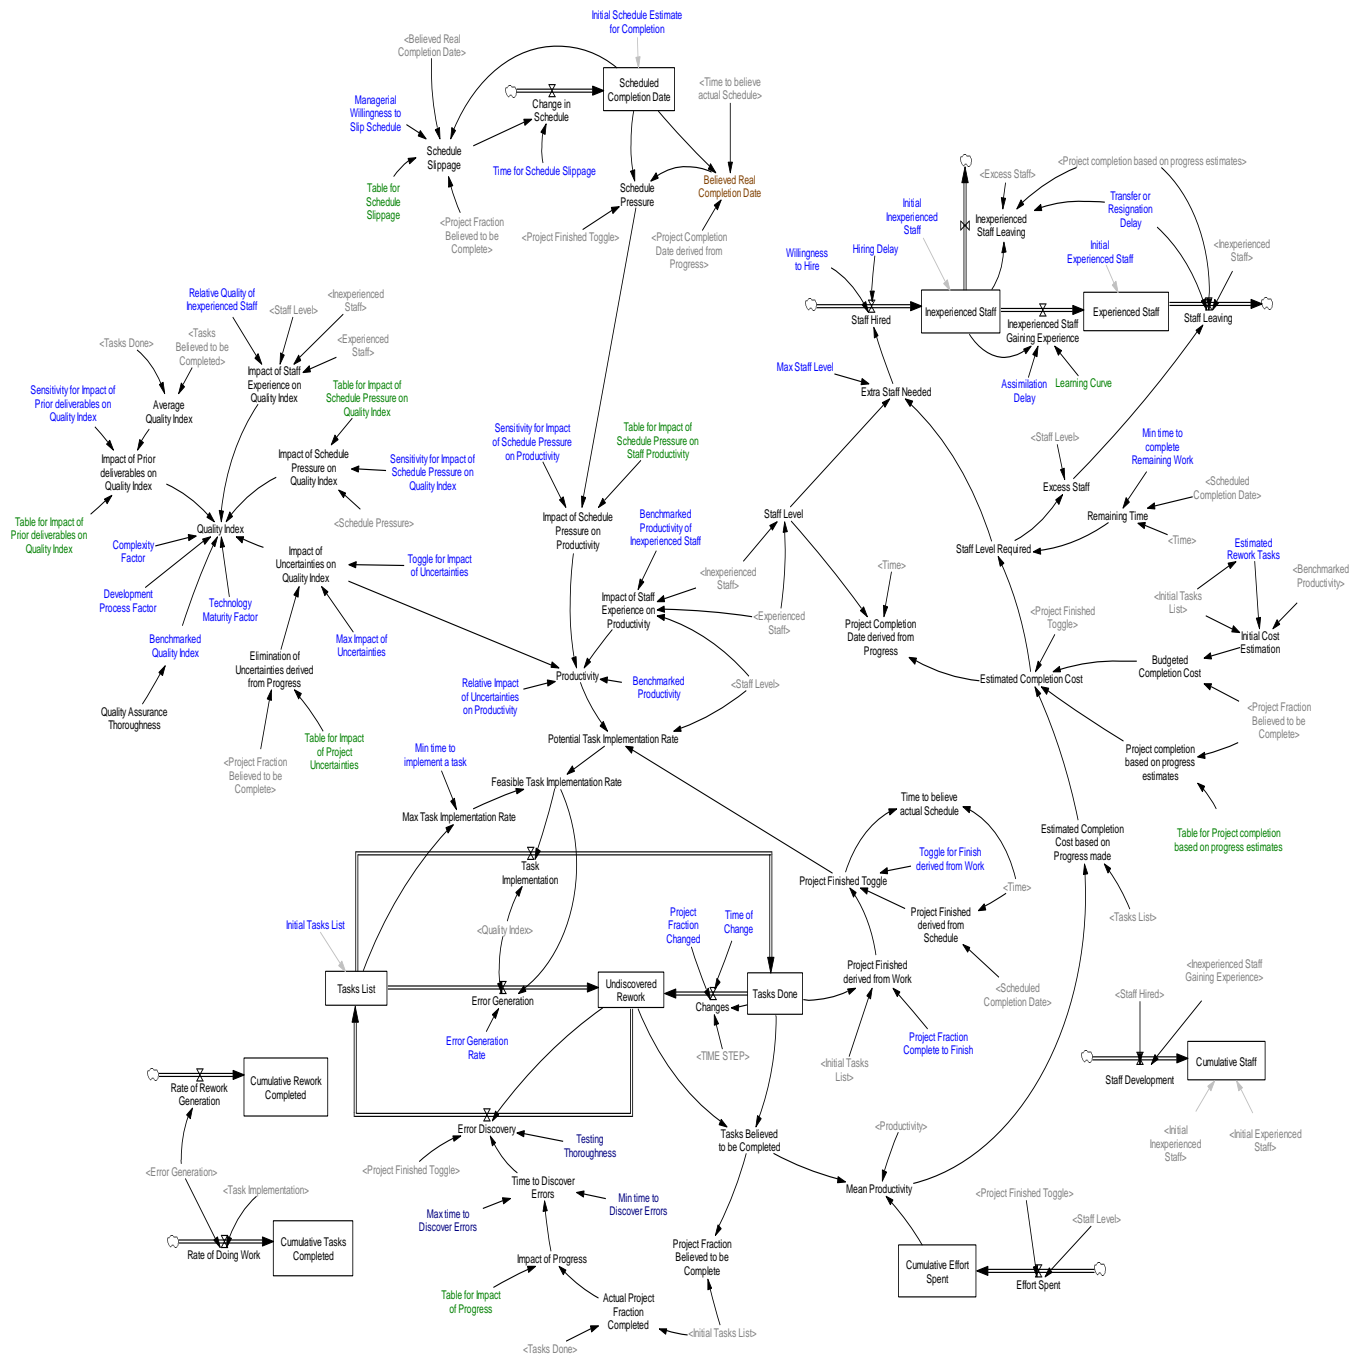 Initial Schedule Estimate
for Completion
<Believed Real
Completion Date>
Scheduled
Completion Date
<Time to believe
actual Schedule>
Managerial
Willingness to
Slip Schedule
Change in
Schedule
Schedule
Slippage
Time for Schedule Slippage
Table for
Schedule
Slippage
Schedule
Pressure
Believed Real
Completion Date
<Project Fraction
Believed to be
Complete>
<Project Finished Toggle>
<Project Completion
Date derived from
Progress>
<Project completion based on progress estimates>
<Excess Staff>
Initial
Inexperienced
Staff
Inexperienced
Staff Leaving
Transfer or
Resignation
Delay
Willingness
to Hire
Hiring Delay
Initial
Experienced Staff
<Inexperienced
Staff>
Staff Hired
Inexperienced Staff
Inexperienced Staff
Gaining Experience
Experienced Staff
Staff Leaving
Max Staff Level
Extra Staff Needed
Assimilation
Delay
Learning Curve
Relative Quality of
Inexperienced Staff
<Staff Level>
<Inexperienced
Staff>
<Experienced
Staff>
<Tasks Done>
<Tasks
Believed to be
Completed>
Impact of Staff
Experience on
Quality Index
Table for Impact of
Schedule Pressure on
Quality Index
Sensitivity for Impact of
Prior deliverables on
Quality Index
Average
Quality Index
Impact of Prior
deliverables on
Quality Index
Impact of Schedule
Pressure on
Quality Index
Sensitivity for Impact of
Schedule Pressure on
Quality Index
<Schedule Pressure>
Table for Impact of
Prior deliverables on
Quality Index
Quality Index
Complexity
Factor
Development
Process Factor
Technology
Maturity Factor
Benchmarked
Quality Index
Quality Assurance
Thoroughness
Impact of
Uncertainties on
Quality Index
Toggle for Impact
of Uncertainties
Max Impact of
Uncertainties
Elimination of
Uncertainties derived
from Progress
<Project Fraction
Believed to be
Complete>
Table for Impact
of Project
Uncertainties
Sensitivity for Impact
of Schedule Pressure
on Productivity
Table for Impact of
Schedule Pressure on
Staff Productivity
Impact of Schedule
Pressure on
Productivity
Benchmarked
Productivity of
Inexperienced Staff
Impact of Staff
Experience on
Productivity
<Inexperienced
Staff>
<Experienced
Staff>
Staff Level
<Time>
Project Completion
Date derived from
Progress
Productivity
Relative Impact
of Uncertainties
on Productivity
Benchmarked
Productivity
<Staff Level>
Potential Task Implementation Rate
<Staff Level>
Excess Staff
Min time to
complete
Remaining Work
<Scheduled
Completion Date>
Remaining Time
<Time>
Staff Level Required
Estimated
Rework Tasks
<Benchmarked
Productivity>
<Initial Tasks
List>
Initial Cost
Estimation
<Project Finished
Toggle>
Budgeted
Completion Cost
Estimated Completion Cost
<Project Fraction
Believed to be
Complete>
Project completion
based on progress
estimates
Table for Project completion
based on progress estimates
Estimated Completion
Cost based on
Progress made
<Tasks List>
Min time to
implement a task
Feasible Task Implementation Rate
Max Task Implementation Rate
Task
Implementation
Time to believe
actual Schedule
Toggle for Finish
derived from Work
Project Finished Toggle
<Time>
Project Finished
derived from
Schedule
<Scheduled
Completion Date>
Project Finished
derived from Work
Initial Tasks List
<Quality Index>
Project
Fraction
Changed
Time of
Change
Tasks List
Error Generation
Undiscovered
Rework
Changes
Tasks Done
Error Generation
Rate
<TIME STEP>
<Initial Tasks
List>
Project Fraction
Complete to Finish
<Inexperienced Staff
Gaining Experience>
<Staff Hired>
Staff Development
Cumulative Staff
<Initial
Inexperienced
Staff>
<Initial Experienced
Staff>
Rate of Rework
Generation
Cumulative Rework
Completed
<Error Generation>
<Task Implementation>
Rate of Doing Work
Cumulative Tasks
Completed
Error Discovery
Testing
Thoroughness
<Project Finished Toggle>
Time to Discover
Errors
Max time to
Discover Errors
Min time to
Discover Errors
Impact of Progress
Table for Impact
of Progress
Actual Project
Fraction
Completed
<Tasks Done>
<Initial Tasks List>
Tasks Believed
to be Completed
Project Fraction
Believed to be
Complete
<Productivity>
Mean Productivity
<Project Finished Toggle>
<Staff Level>
Cumulative Effort
Spent
Effort Spent